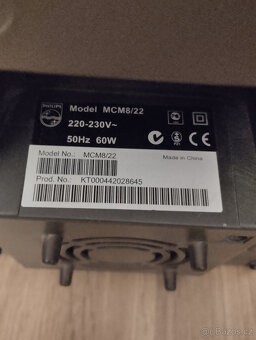 PHILIPS
Model MCM8/22
220-230V~
50Hz 60W
Model No.: MCM8/22
Made in China
Prod. No.: KT000442028645